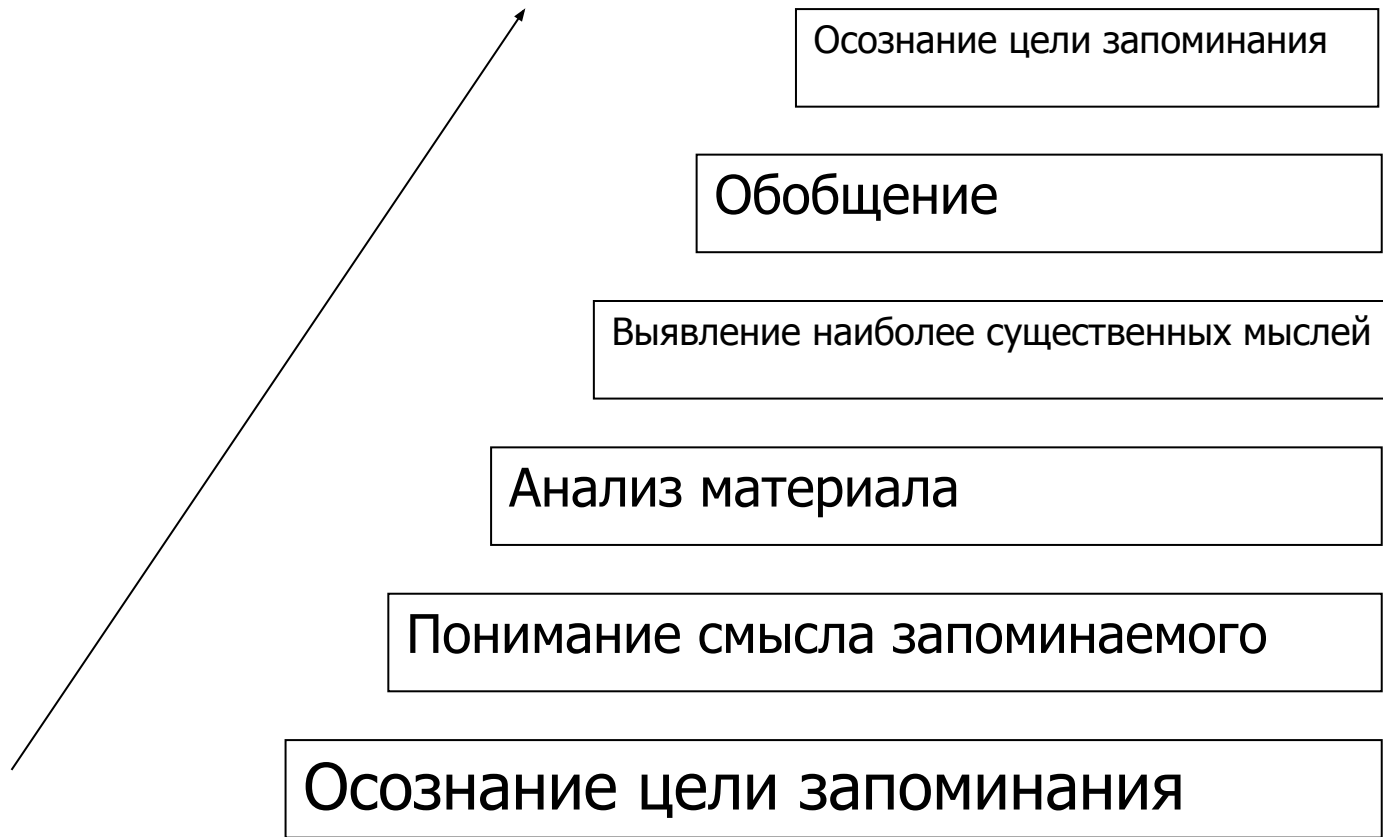 Осознание цели запоминания
Обобщение
Выявление наиболее существенных мыслей
Анализ материала
Понимание смысла запоминаемого
Осознание цели запоминания